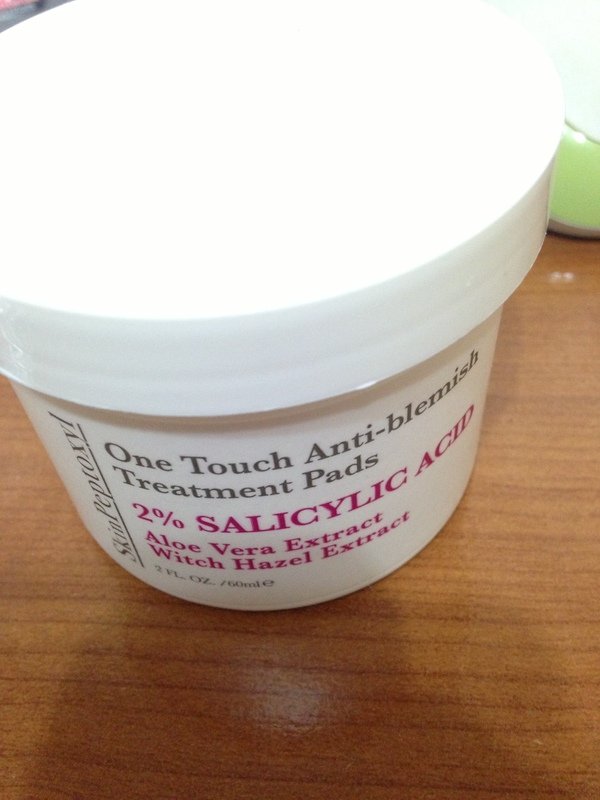 SkinPeptoxyl
One Touch Anti-blemish
Treatment Pads
2% SALICYLIC ACID
Aloe Vera Extract
Witch Hazel Extract
2 FL. OZ. /60ml℮